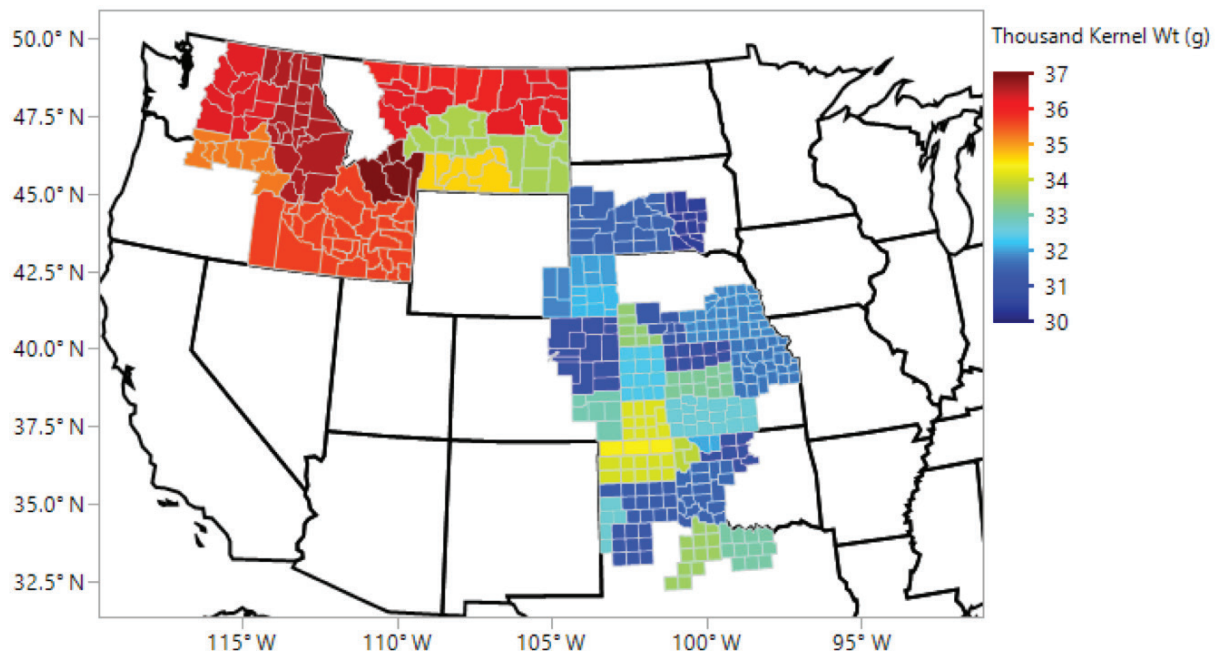 Thousand Kernel Wt (g)
37
36
35
34
33
32
31
30
50.0° N
47.5° N
45.0° N
42.5° N
40.0° N
37.5° N
35.0° N
32.5° N
115° W
110° W
105° W
100° W
95° W